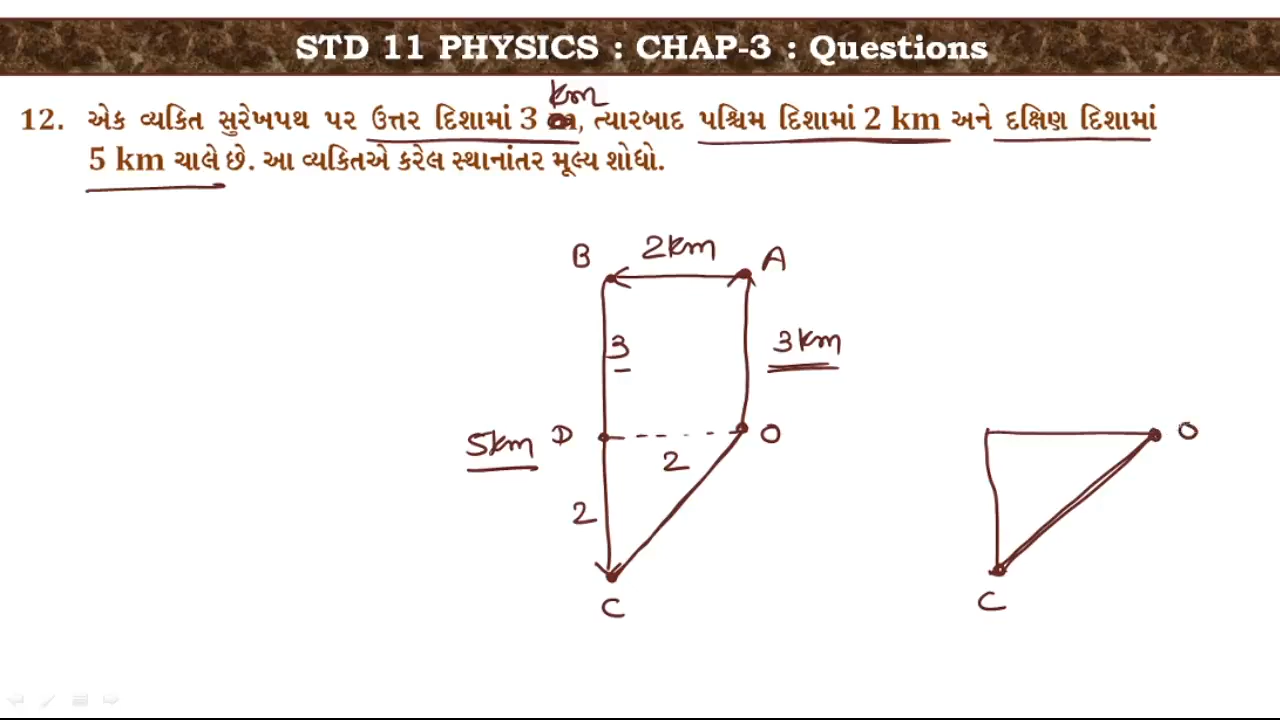 STD 11 PHYSICS : CHAP-3 : Questions
km
12. એક વ્યકિત સુરેખપથ પર ઉત્તર દિશામાં 3 , ત્યારબાદ પશ્ચિમ દિશામાં 2 km અને દક્ષિણ દિશામાં
5 km ચાલે છે. આ વ્યકિતએ કરેલ સ્થાનાંતર મૂલ્ય શોધો.
B 2km A
3 3km
5km D 2 O O
2
C C